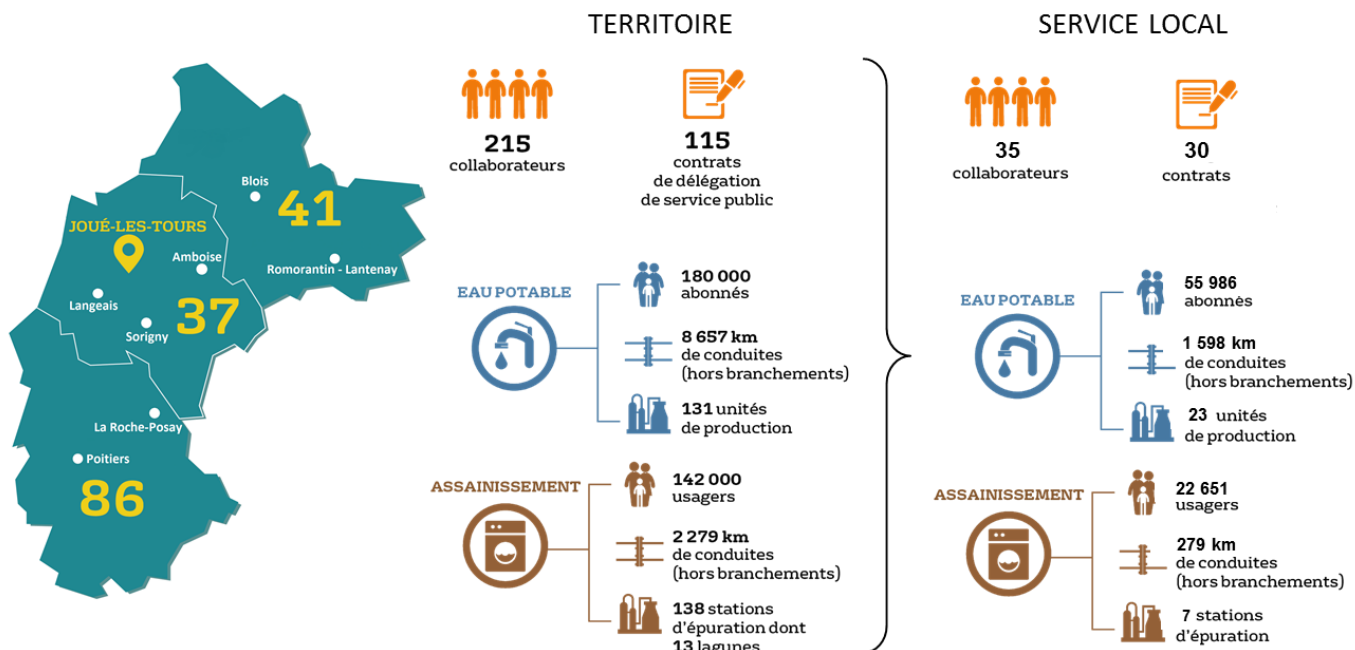 TERRITOIRE
SERVICE LOCAL
215
collaborateurs
115
contrats
de délégation
de service public
35
collaborateurs
30
contrats
Blois
41
JOUÉ-LES-TOURS
Amboise
Romorantin - Lantenay
Langeais
37
Sorigny
La Roche-Posay
Poitiers
86
EAU POTABLE
180 000
abonnés
8 657 km
de conduites
(hors branchements)
131 unités
de production
ASSAINISSEMENT
142 000
usagers
2 279 km
de conduites
(hors branchements)
138 stations
d'épuration dont
13 lagunes
EAU POTABLE
55 986
abonnès
1 598 km
de conduites
(hors branchements)
23 unités
de production
ASSAINISSEMENT
22 651
usagers
279 km
de conduites
(hors branchements)
7 stations
d'épuration